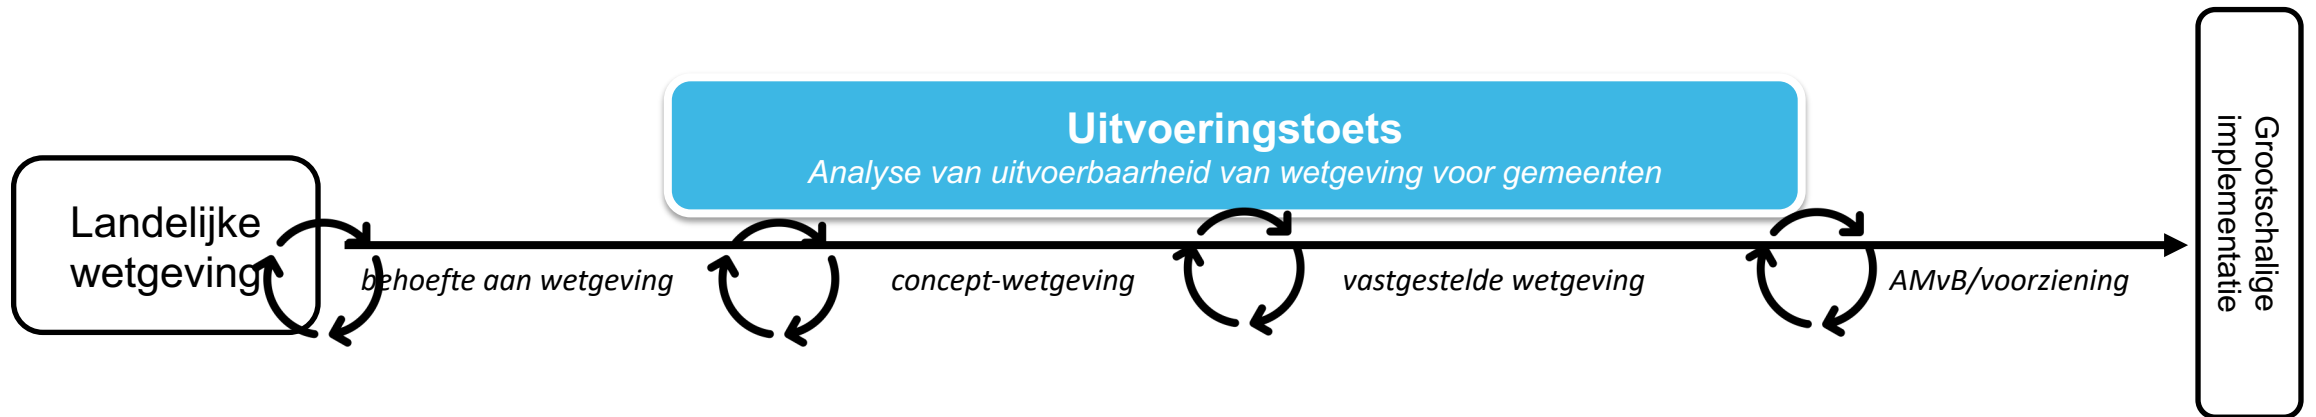 Uitvoeringstoets
Analyse van uitvoerbaarheid van wetgeving voor gemeenten
Landelijke
wetgeving
behoefte aan wetgeving
concept-wetgeving
vastgestelde wetgeving
AMvB/voorziening
Grootschalige
implementatie